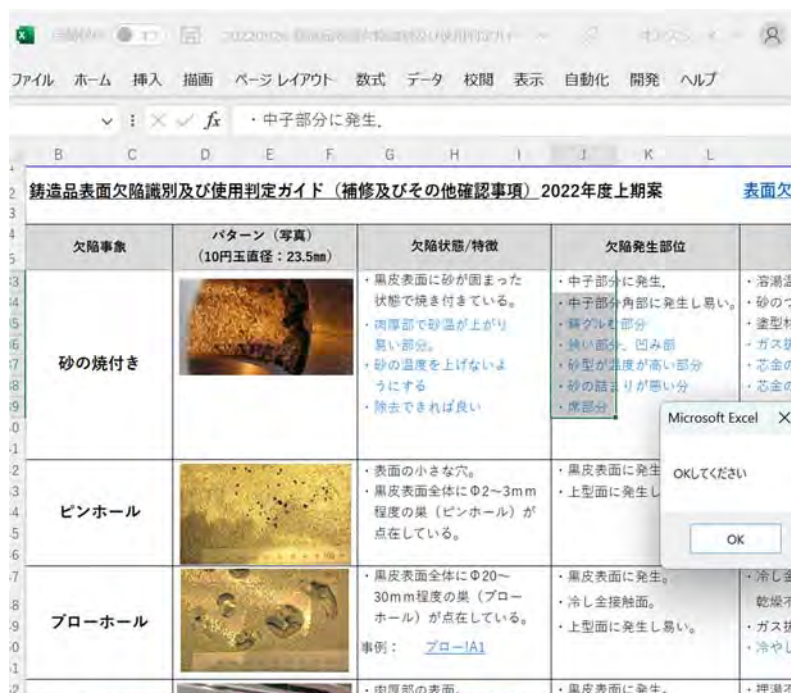 ファイル ホーム 挿入 描画 ページ レイアウト 数式 データ 校閲 表示 自動化 開発 ヘルプ
fx ・中子部分に発生.
B C D E F G H I J K L
鋳造品表面欠陥識別及び使用判定ガイド（補修及びその他確認事項）2022年度上期案 表面欠
欠陥事象
パターン（写真）
(10円玉直径：23.5㎜)
欠陥状態/特徴
欠陥発生部位
砂の焼付き
・黒皮表面に砂が固まった
状態で焼き付きている。
・肉厚部で砂温が上がり
易い部分。
・砂の温度を上げないよ
うにする
・除去できれば良い
・中子部分に発生.
・中子部分角部に発生し易い。
・鋳グルむ部分
・狭い部分、凹み部
・砂型が温度が高い部分
・砂の詰まりが悪い分
・席部分
・溶湯温
・砂のつ
・塗型材
・ガス抜
・芯金の
・芯金の
Microsoft Excel
OKしてください
OK
ピンホール
・表面の小さな穴。
・黒皮表面全体にΦ2～3mm
程度の巣（ピンホール）が
点在している。
・黒皮表面に発生
・上型面に発生し
ブローホール
・黒皮表面全体にΦ20～
30mm程度の巣（ブロー
ホール）が点在している。
事例： ブロー!A1
・黒皮表面に発生。
・冷し金接触面。
・上型面に発生し易い。
・冷し金
乾燥不
・ガス抜
・冷やし
・肉厚部の表面.
・黒皮表面に発生.
・押湯不